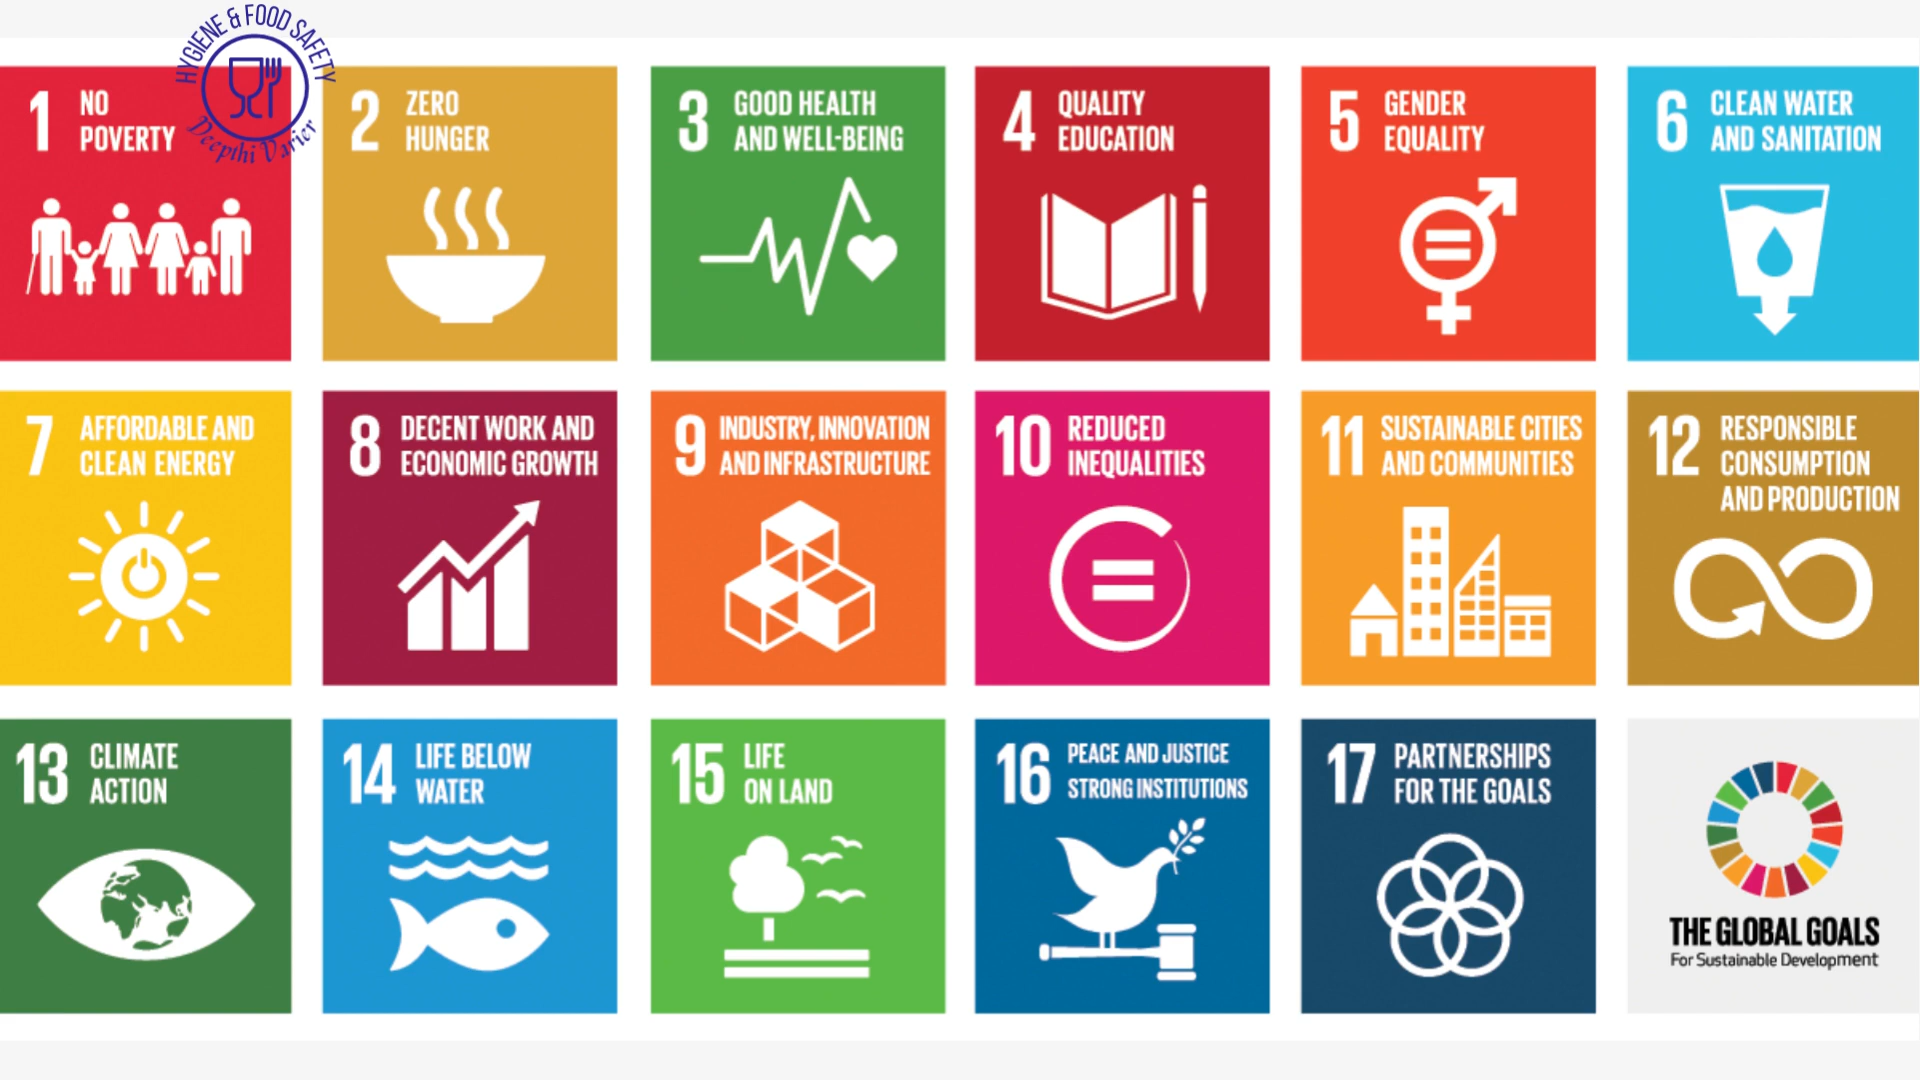 HYGIENE & FOOD SAFETY
Deepthi Varier
1 NO
POVERTY
2 ZERO
HUNGER
3 GOOD HEALTH
AND WELL-BEING
4 QUALITY
EDUCATION
5 GENDER
EQUALITY
6 CLEAN WATER
AND SANITATION
7 AFFORDABLE AND
CLEAN ENERGY
8 DECENT WORK AND
ECONOMIC GROWTH
9 INDUSTRY, INNOVATION
AND INFRASTRUCTURE
10 REDUCED
INEQUALITIES
11 SUSTAINABLE CITIES
AND COMMUNITIES
12 RESPONSIBLE
CONSUMPTION
AND PRODUCTION
13 CLIMATE
ACTION
14 LIFE BELOW
WATER
15 LIFE
ON LAND
16 PEACE AND JUSTICE
STRONG INSTITUTIONS
17 PARTNERSHIPS
FOR THE GOALS
THE GLOBAL GOALS
For Sustainable Development